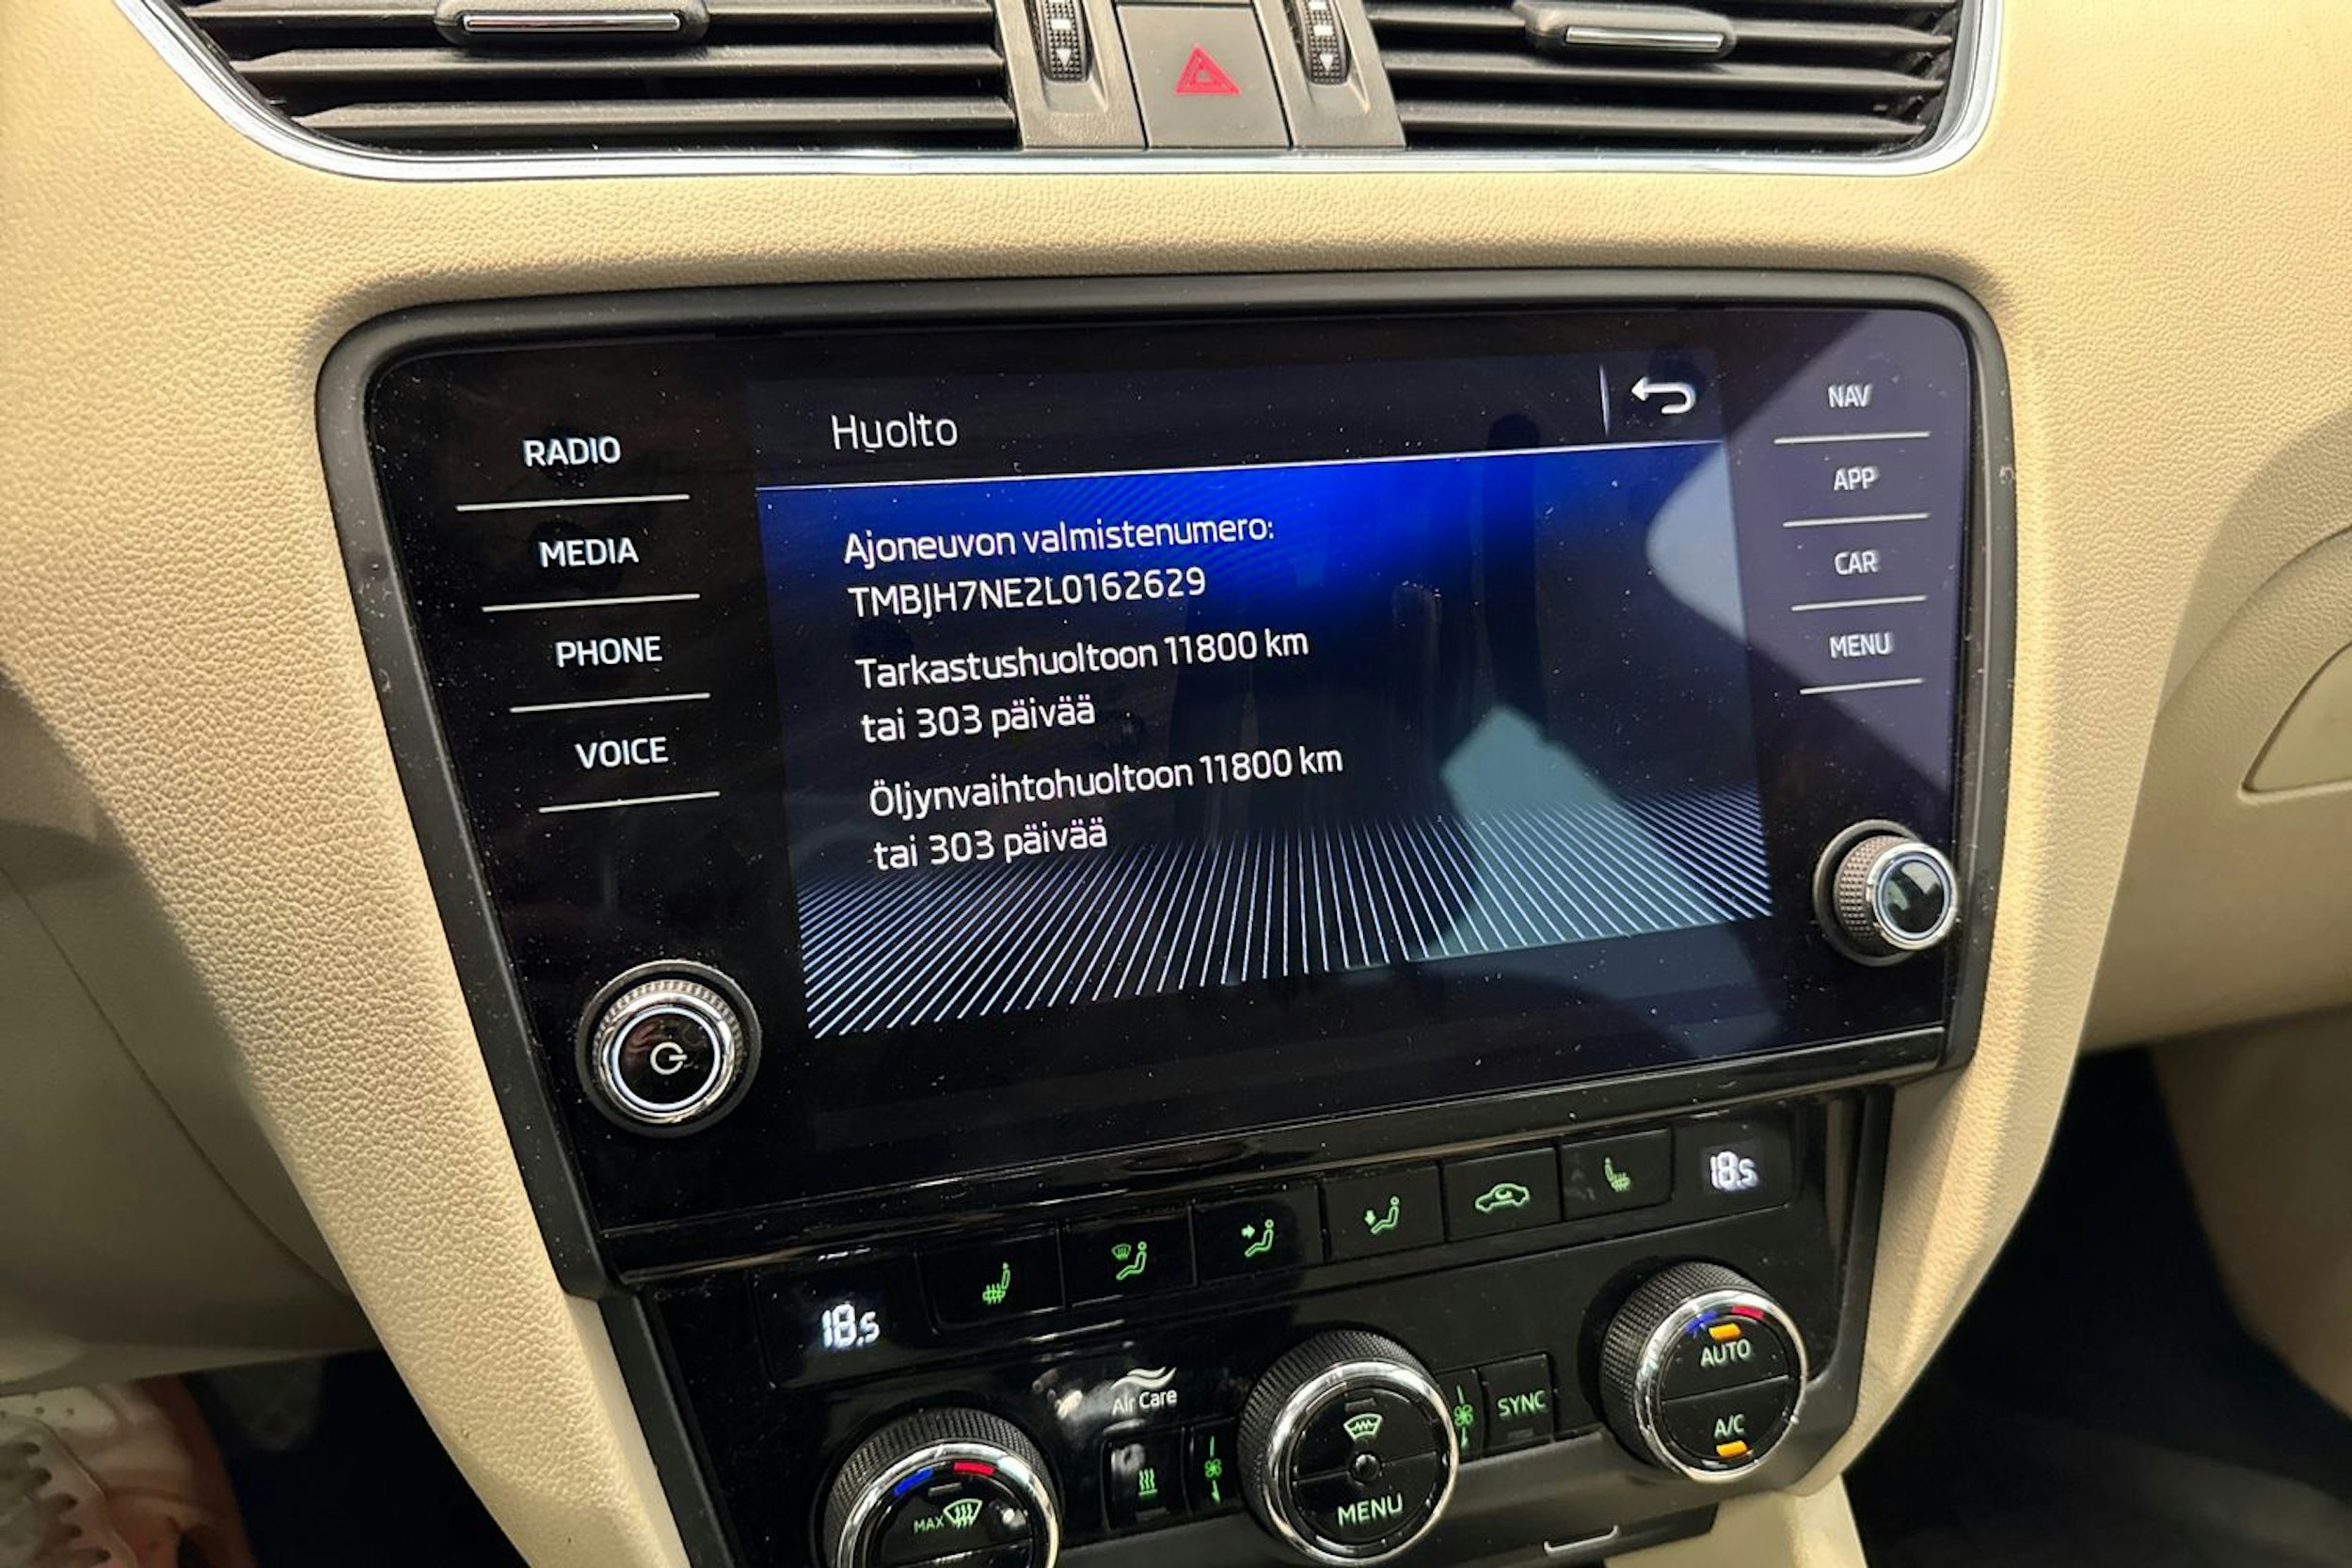 Huolto
RADIO
MEDIA
PHONE
VOICE
Ajoneuvon valmistenumero:
TMBJH7NE2L0162629
Tarkastushuoltoon 11800 km
tai 303 päivää
Öljynvaihtohuoltoon 11800 km
tai 303 päivää
NAV
APP
CAR
MENU
18.5
18.5
Air Care
SYNC
AUTO
A/C
MAX
MENU